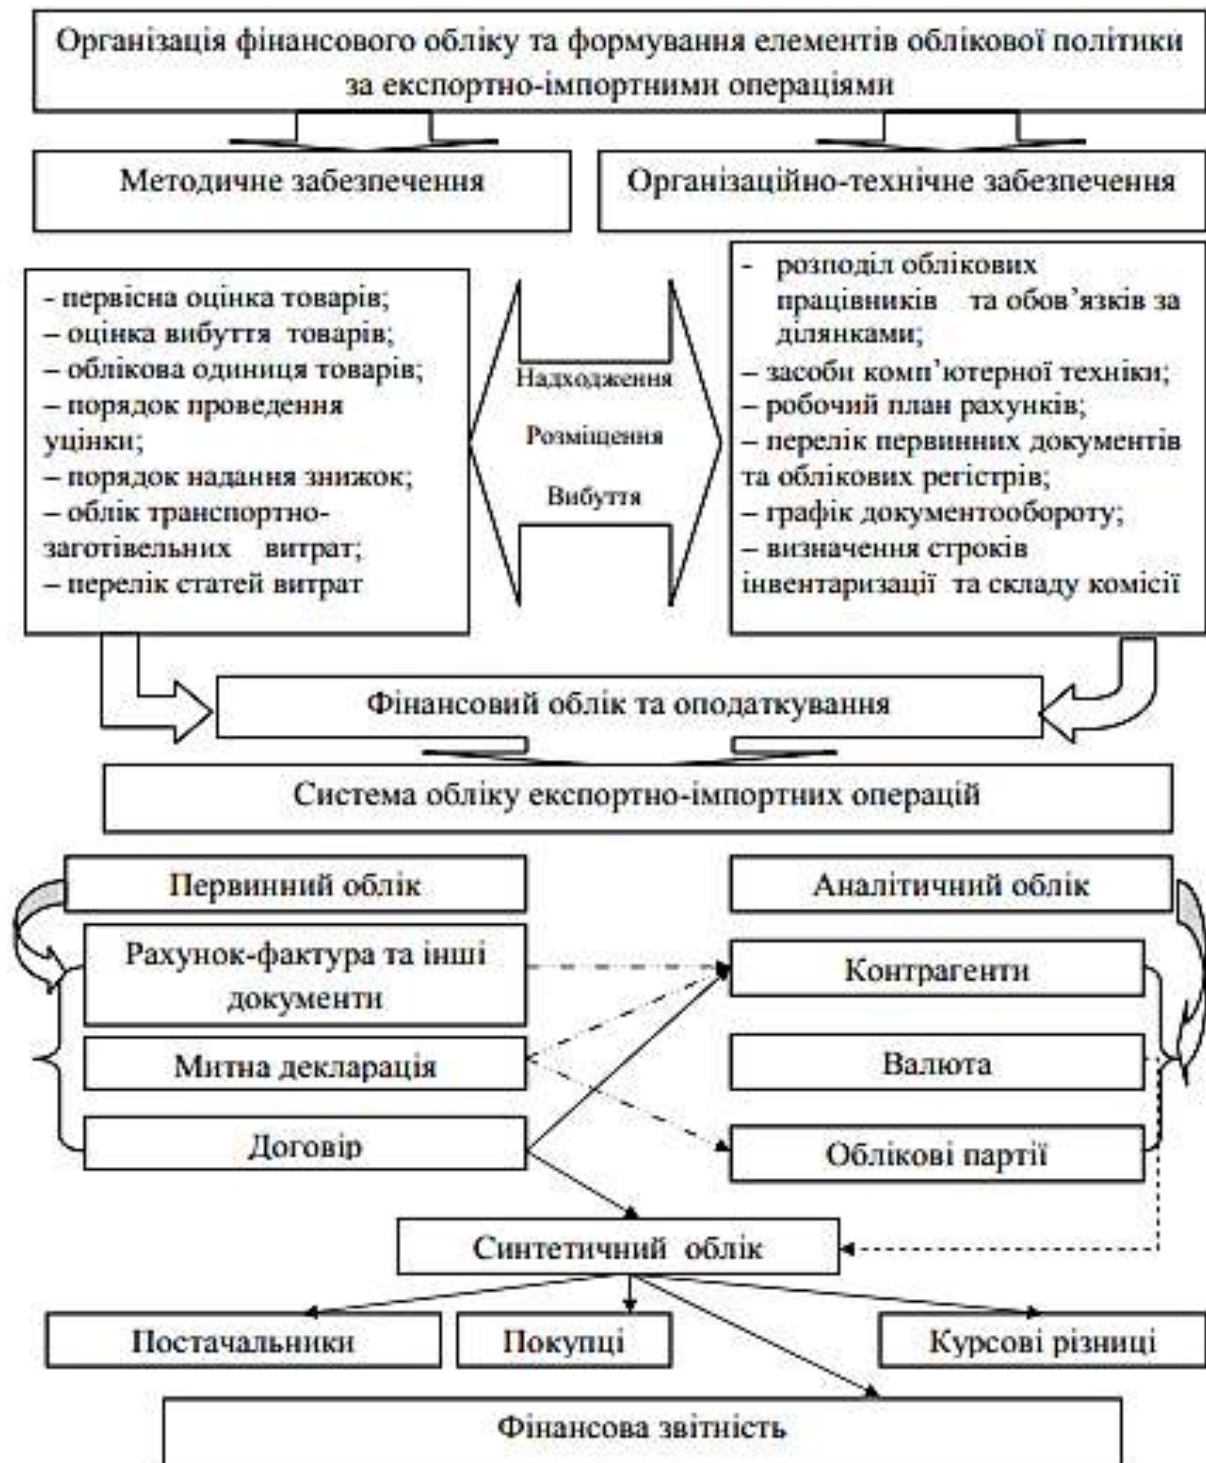 Організація фінансового обліку та формування елементів облікової політики
за експортно-імпортними операціями
Методичне забезпечення
Організаційно-технічне забезпечення
- первісна оцінка товарів;
– оцінка вибуття товарів;
– облікова одиниця товарів;
– порядок проведення
уцінки;
– порядок надання знижок;
– облік транспортно-
заготівельних витрат;
– перелік статей витрат
Надходження
Розміщення
Вибуття
- розподіл облікових
працівників та обов’язків за
ділянками;
– засоби комп’ютерної техніки;
– робочий план рахунків;
– перелік первинних документів
та облікових регістрів;
– графік документообороту;
– визначення строків
інвентаризації та складу комісії
Фінансовий облік та оподаткування
Система обліку експортно-імпортних операцій
Первинний облік
Аналітичний облік
Рахунок-фактура та інші
документи
Контрагенти
Митна декларація
Валюта
Договір
Облікові партії
Синтетичний облік
Постачальники
Покупці
Курсові різниці
Фінансова звітність